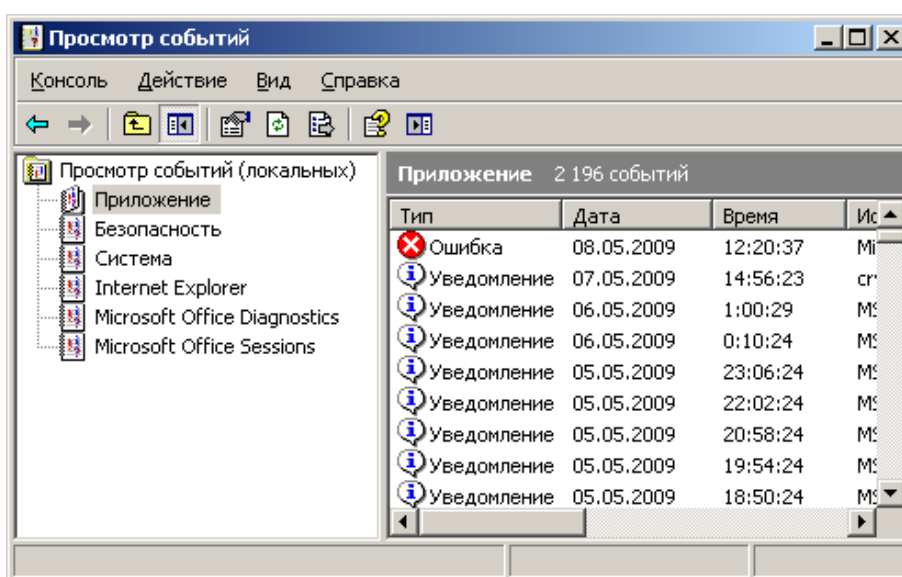 Просмотр событий
Консоль Действие Вид Справка
Просмотр событий (локальных)
Приложение
Безопасность
Система
Internet Explorer
Microsoft Office Diagnostics
Microsoft Office Sessions
Приложение 2 196 событий
Тип Дата Время
Ошибка 08.05.2009 12:20:37
Уведомление 07.05.2009 14:56:23
Уведомление 06.05.2009 1:00:29
Уведомление 06.05.2009 0:10:24
Уведомление 05.05.2009 23:06:24
Уведомление 05.05.2009 22:02:24
Уведомление 05.05.2009 20:58:24
Уведомление 05.05.2009 19:54:24
Уведомление 05.05.2009 18:50:24